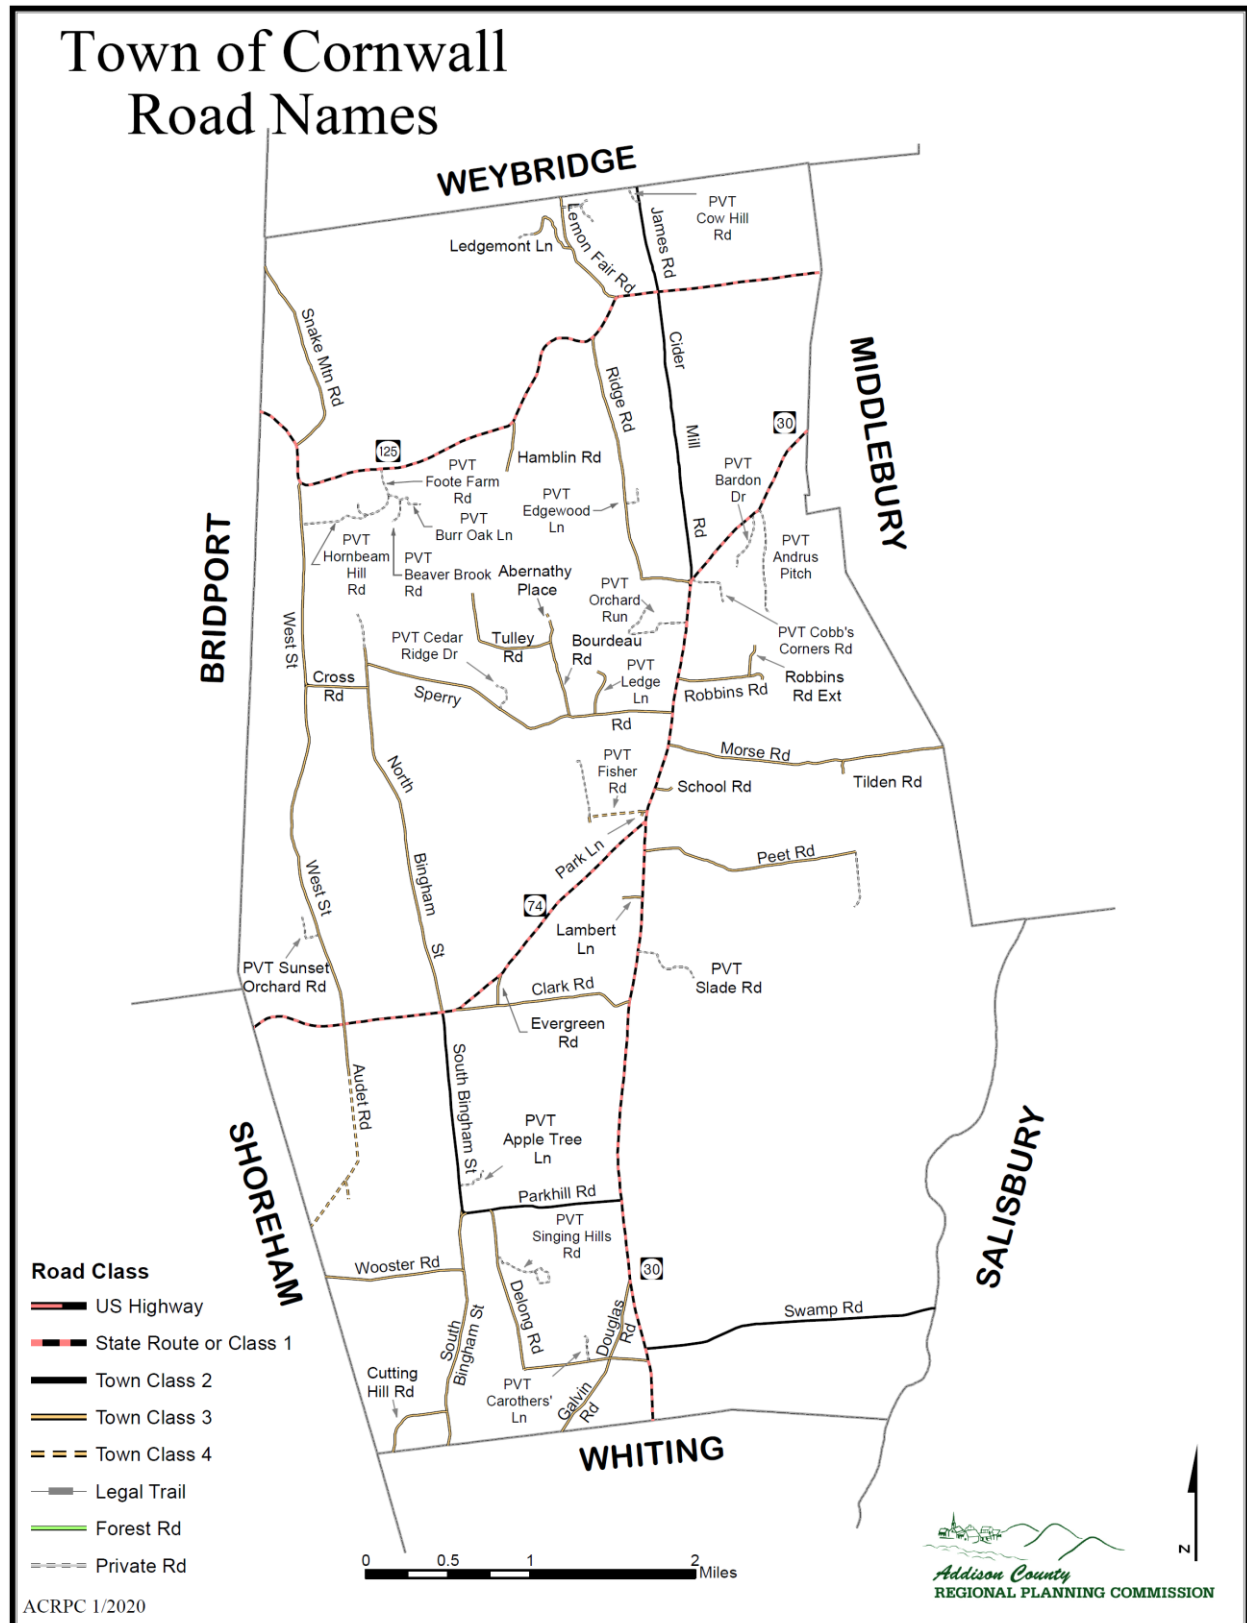 Town of Cornwall
Road Names
WEYBRIDGE
PVT
Cow Hill
Rd
James Rd
Lemon Fair Rd
Ledgemont Ln
Snake Mtn Rd
Cider
Mill
Rd
Ridge Rd
MIDDLEBURY
30
125
Hamblin Rd
PVT
Foote Farm
Rd
PVT
Burr Oak Ln
PVT
Edgewood
Ln
PVT
Bardon
Dr
PVT
Andrus
Pitch
PVT
Hornbeam
Hill
Rd
PVT
Beaver Brook
Rd
Abernathy
Place
PVT
Orchard
Run
BRIDPORT
West St
PVT Cedar
Ridge Dr
Tulley
Rd
Bourdeau
Rd
PVT
Ledge
Ln
PVT Cobb's
Corners Rd
Robbins Rd
Robbins
Rd Ext
Cross
Rd
Sperry
Rd
North
Bingham
St
PVT
Fisher
Rd
Morse Rd
School Rd
Tilden Rd
Park Ln
Peet Rd
West St
74
Lambert
Ln
PVT Sunset
Orchard Rd
Clark Rd
PVT
Slade Rd
Evergreen
Rd
Audet Rd
South Bingham St
PVT
Apple Tree
Ln
SHOREHAM
SALISBURY
Parkhill Rd
PVT
Singing Hills
Rd
Wooster Rd
30
Delong Rd
Douglas
Rd
Swamp Rd
South
Bingham St
Cutting
Hill Rd
PVT
Carothers'
Ln
Galvin
Rd
WHITING
Road Class
US Highway
State Route or Class 1
Town Class 2
Town Class 3
Town Class 4
Legal Trail
Forest Rd
Private Rd
0 0.5 1 2
Miles
Z
Addison County
REGIONAL PLANNING COMMISSION
ACRPC 1/2020